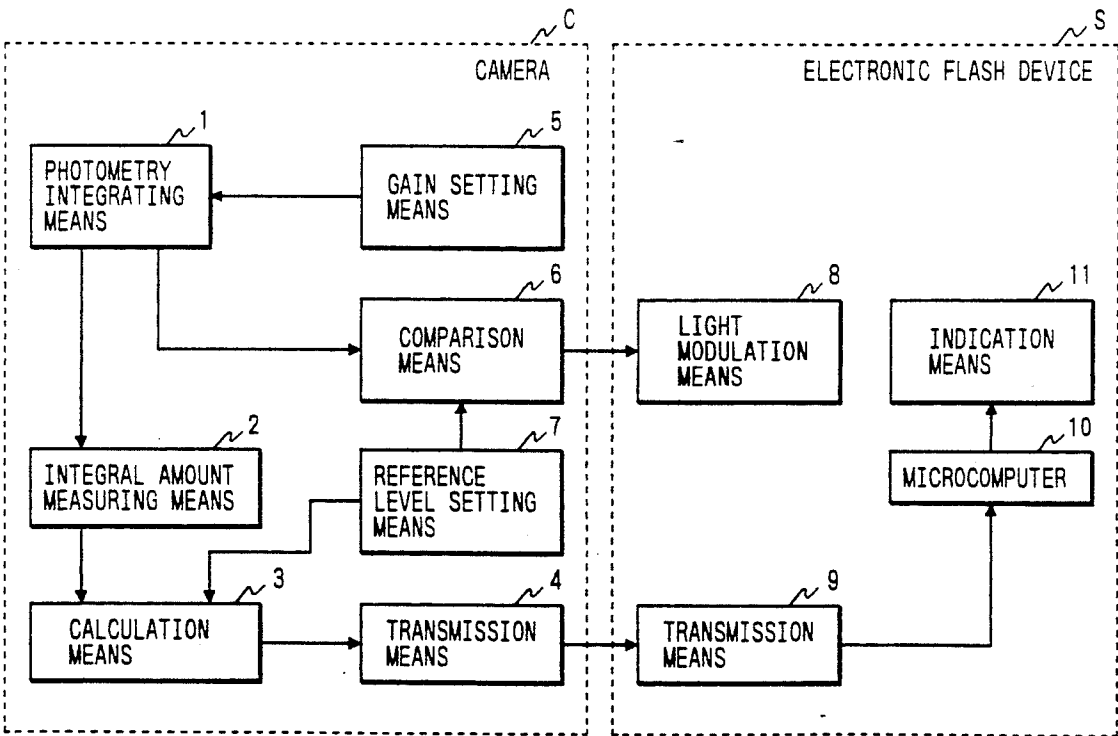 C
S
CAMERA
ELECTRONIC FLASH DEVICE
1
PHOTOMETRY
INTEGRATING
MEANS
5
GAIN SETTING
MEANS
6
COMPARISON
MEANS
8
LIGHT
MODULATION
MEANS
11
INDICATION
MEANS
2
INTEGRAL AMOUNT
MEASURING MEANS
7
REFERENCE
LEVEL SETTING
MEANS
10
MICROCOMPUTER
3
CALCULATION
MEANS
4
TRANSMISSION
MEANS
9
TRANSMISSION
MEANS